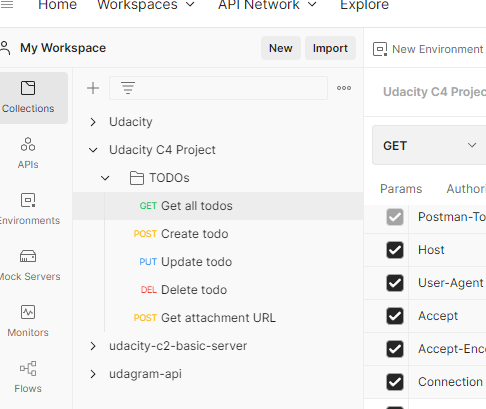 Home Workspaces API Network Explore
My Workspace New Import New Environment
Collections
APIs
Environments
Mock Servers
Monitors
Flows
Udacity
Udacity C4 Project
TODOs
GET Get all todos
POST Create todo
PUT Update todo
DEL Delete todo
POST Get attachment URL
udacity-c2-basic-server
udagram-api
Udacity C4 Projec
GET
Params Authori
Postman-To
Host
User-Agent
Accept
Accept-Enc
Connection